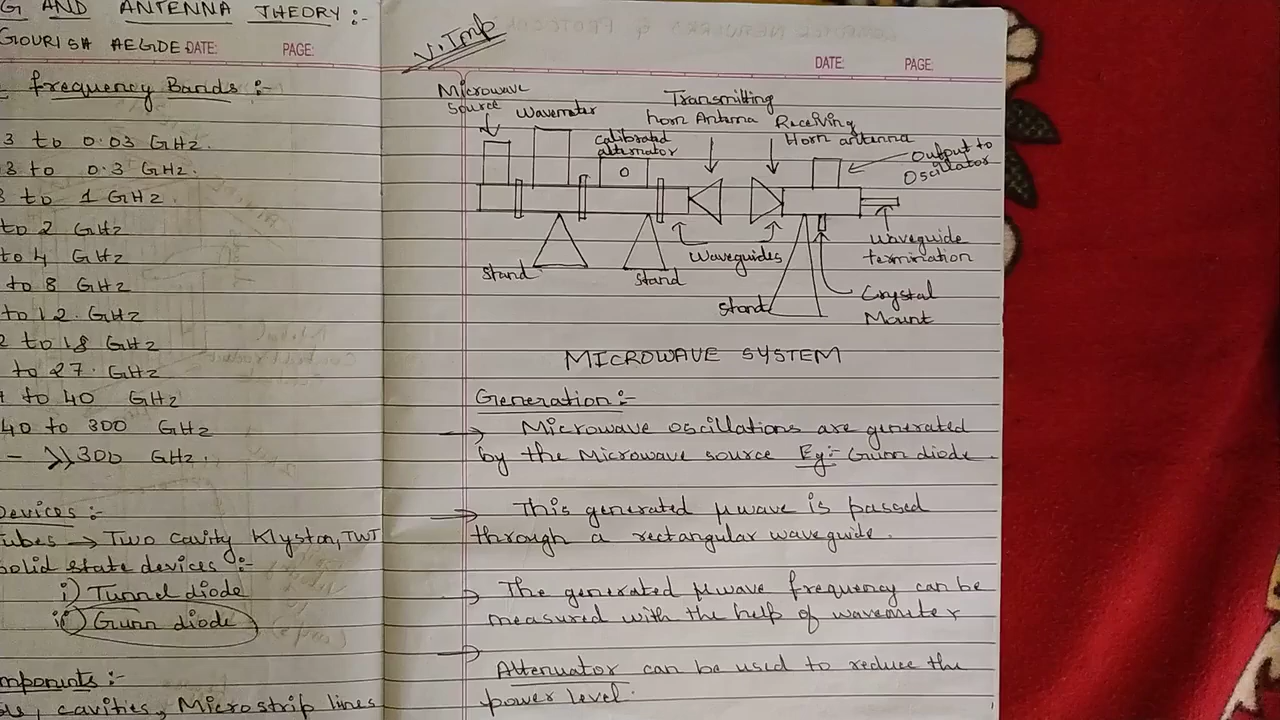 G AND ANTENNA THEORY :-
GOURISH HEGDE DATE: PAGE:
frequency Bands :-
3 to 0.03 GHz.
3 to 0.3 GHz.
3 to 1 GHz.
to 2 GHz
to 4 GHz
to 8 GHz
to 12 GHz
2 to 18 GHz
to 27 GHz
to 40 GHz
40 to 300 GHz
- >>300 GHz.
Devices :-
Tubes → Two cavity Klyston, TWT
Solid state devices :-
i) Tunnel diode
ii) Gunn diode
mponents :-
, cavities, Microstrip lines
V.Imp
DATE: PAGE:
Microwave
source
Wavemeter
calibrated
attenator
O
Transmitting
horn Antenna
Receiving
Horn antenna
Output to
Oscillator
Stand
Stand
Waveguides
Waveguide
termination
Stand
Crystal
Mount
MICROWAVE SYSTEM
Generation :-
→ Microwave oscillations are generated
by the Microwave source Eg:- Gunn diode
→ This generated μwave is passed
through a rectangular waveguide.
→ The generated μwave frequency can be
measured with the help of wavemeter
→ Attenuator can be used to reduce the
power level.